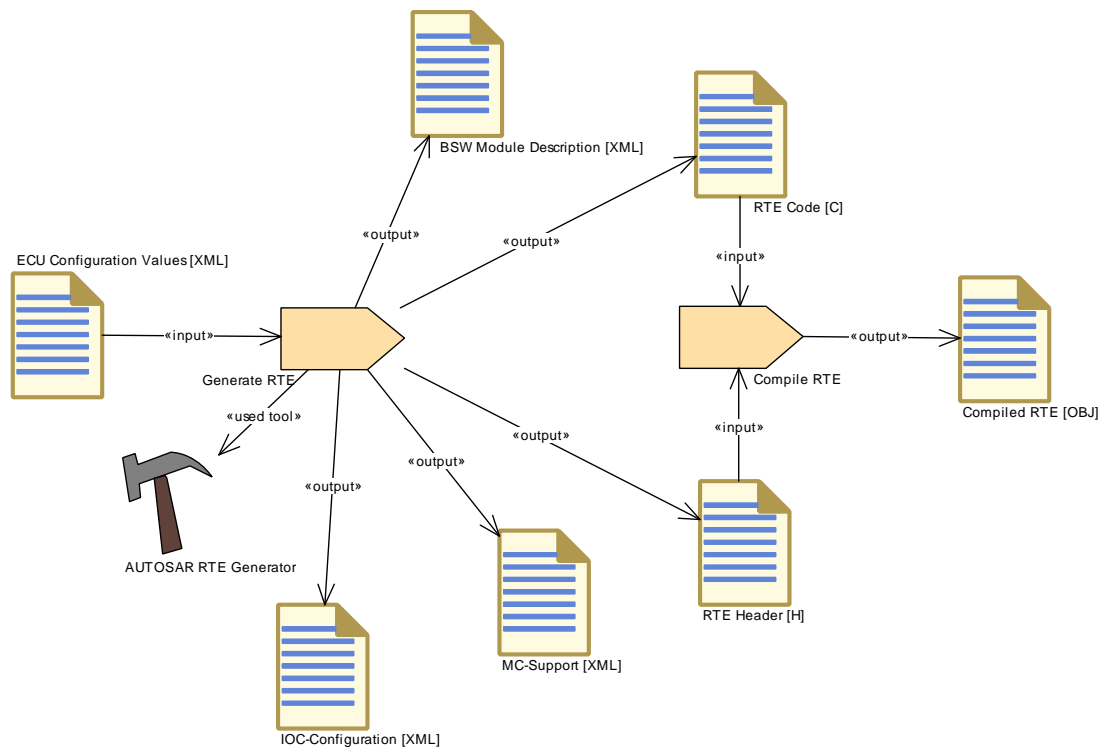 BSW Module Description [XML]
RTE Code [C]
«output»
«output»
«input»
ECU Configuration Values [XML]
«input»
«output»
Generate RTE
Compile RTE
Compiled RTE [OBJ]
«used tool»
«output»
«input»
«output»
«output»
AUTOSAR RTE Generator
RTE Header [H]
MC-Support [XML]
IOC-Configuration [XML]